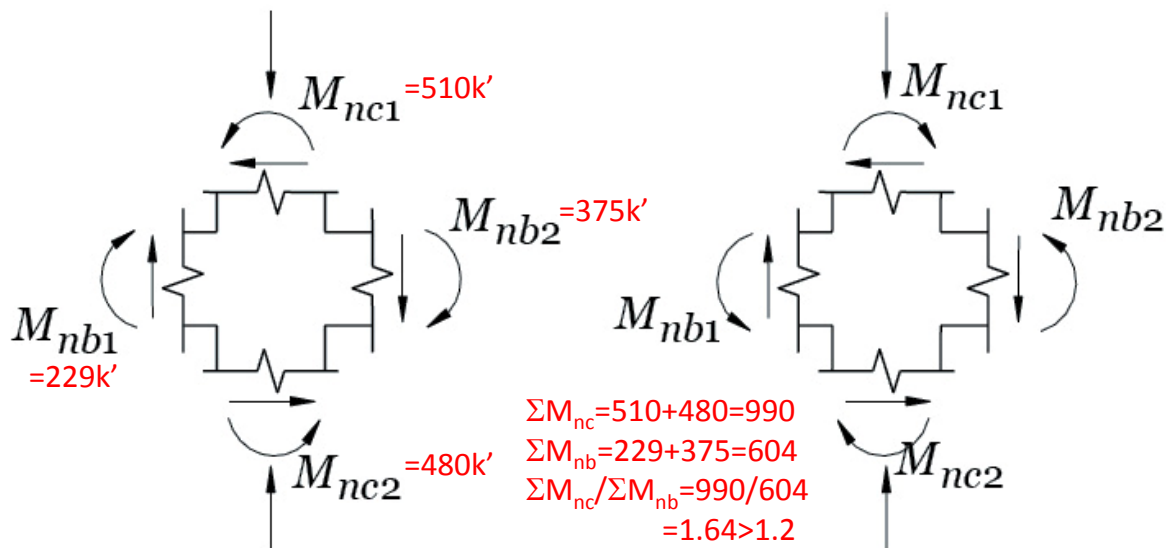 M_nc1 =510k’
M_nb2 =375k’
M_nb1
=229k’
M_nc2 =480k’
M_nc1
M_nb2
M_nb1
M_nc2
ΣM_nc=510+480=990
ΣM_nb=229+375=604
ΣM_nc/ΣM_nb=990/604
=1.64>1.2